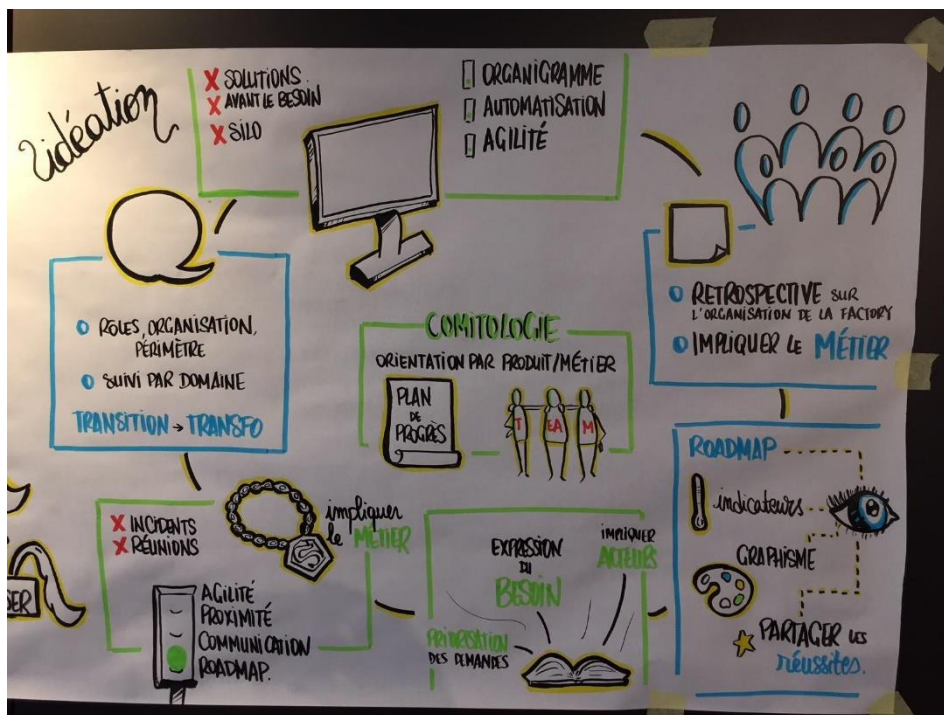 l'idéation
X SOLUTIONS
X AVANT LE BESOIN
X SILO
ORGANIGRAMME
AUTOMATISATION
AGILITÉ
RETROSPECTIVE SUR
L'ORGANISATION DE LA FACTORY
IMPLIQUER LE MÉTIER
RÔLES, ORGANISATION,
PÉRIMÈTRE
SUIVI PAR DOMAINE
TRANSITION → TRANSFO
COMITOLOGIE
ORIENTATION PAR PRODUIT/MÉTIER
PLAN
DE
PROGRÈS
T EA M
ROADMAP
indicateurs
GRAPHISME
PARTAGER LES
réussites.
X INCIDENTS
X RÉUNIONS
impliquer
le MÉTIER
AGILITÉ
PROXIMITÉ
COMMUNICATION
ROADMAP.
EXPRESSION
DU
BESOIN
IMPLIQUER
ACTEURS
PRIORISATION
DES DEMANDES
SER